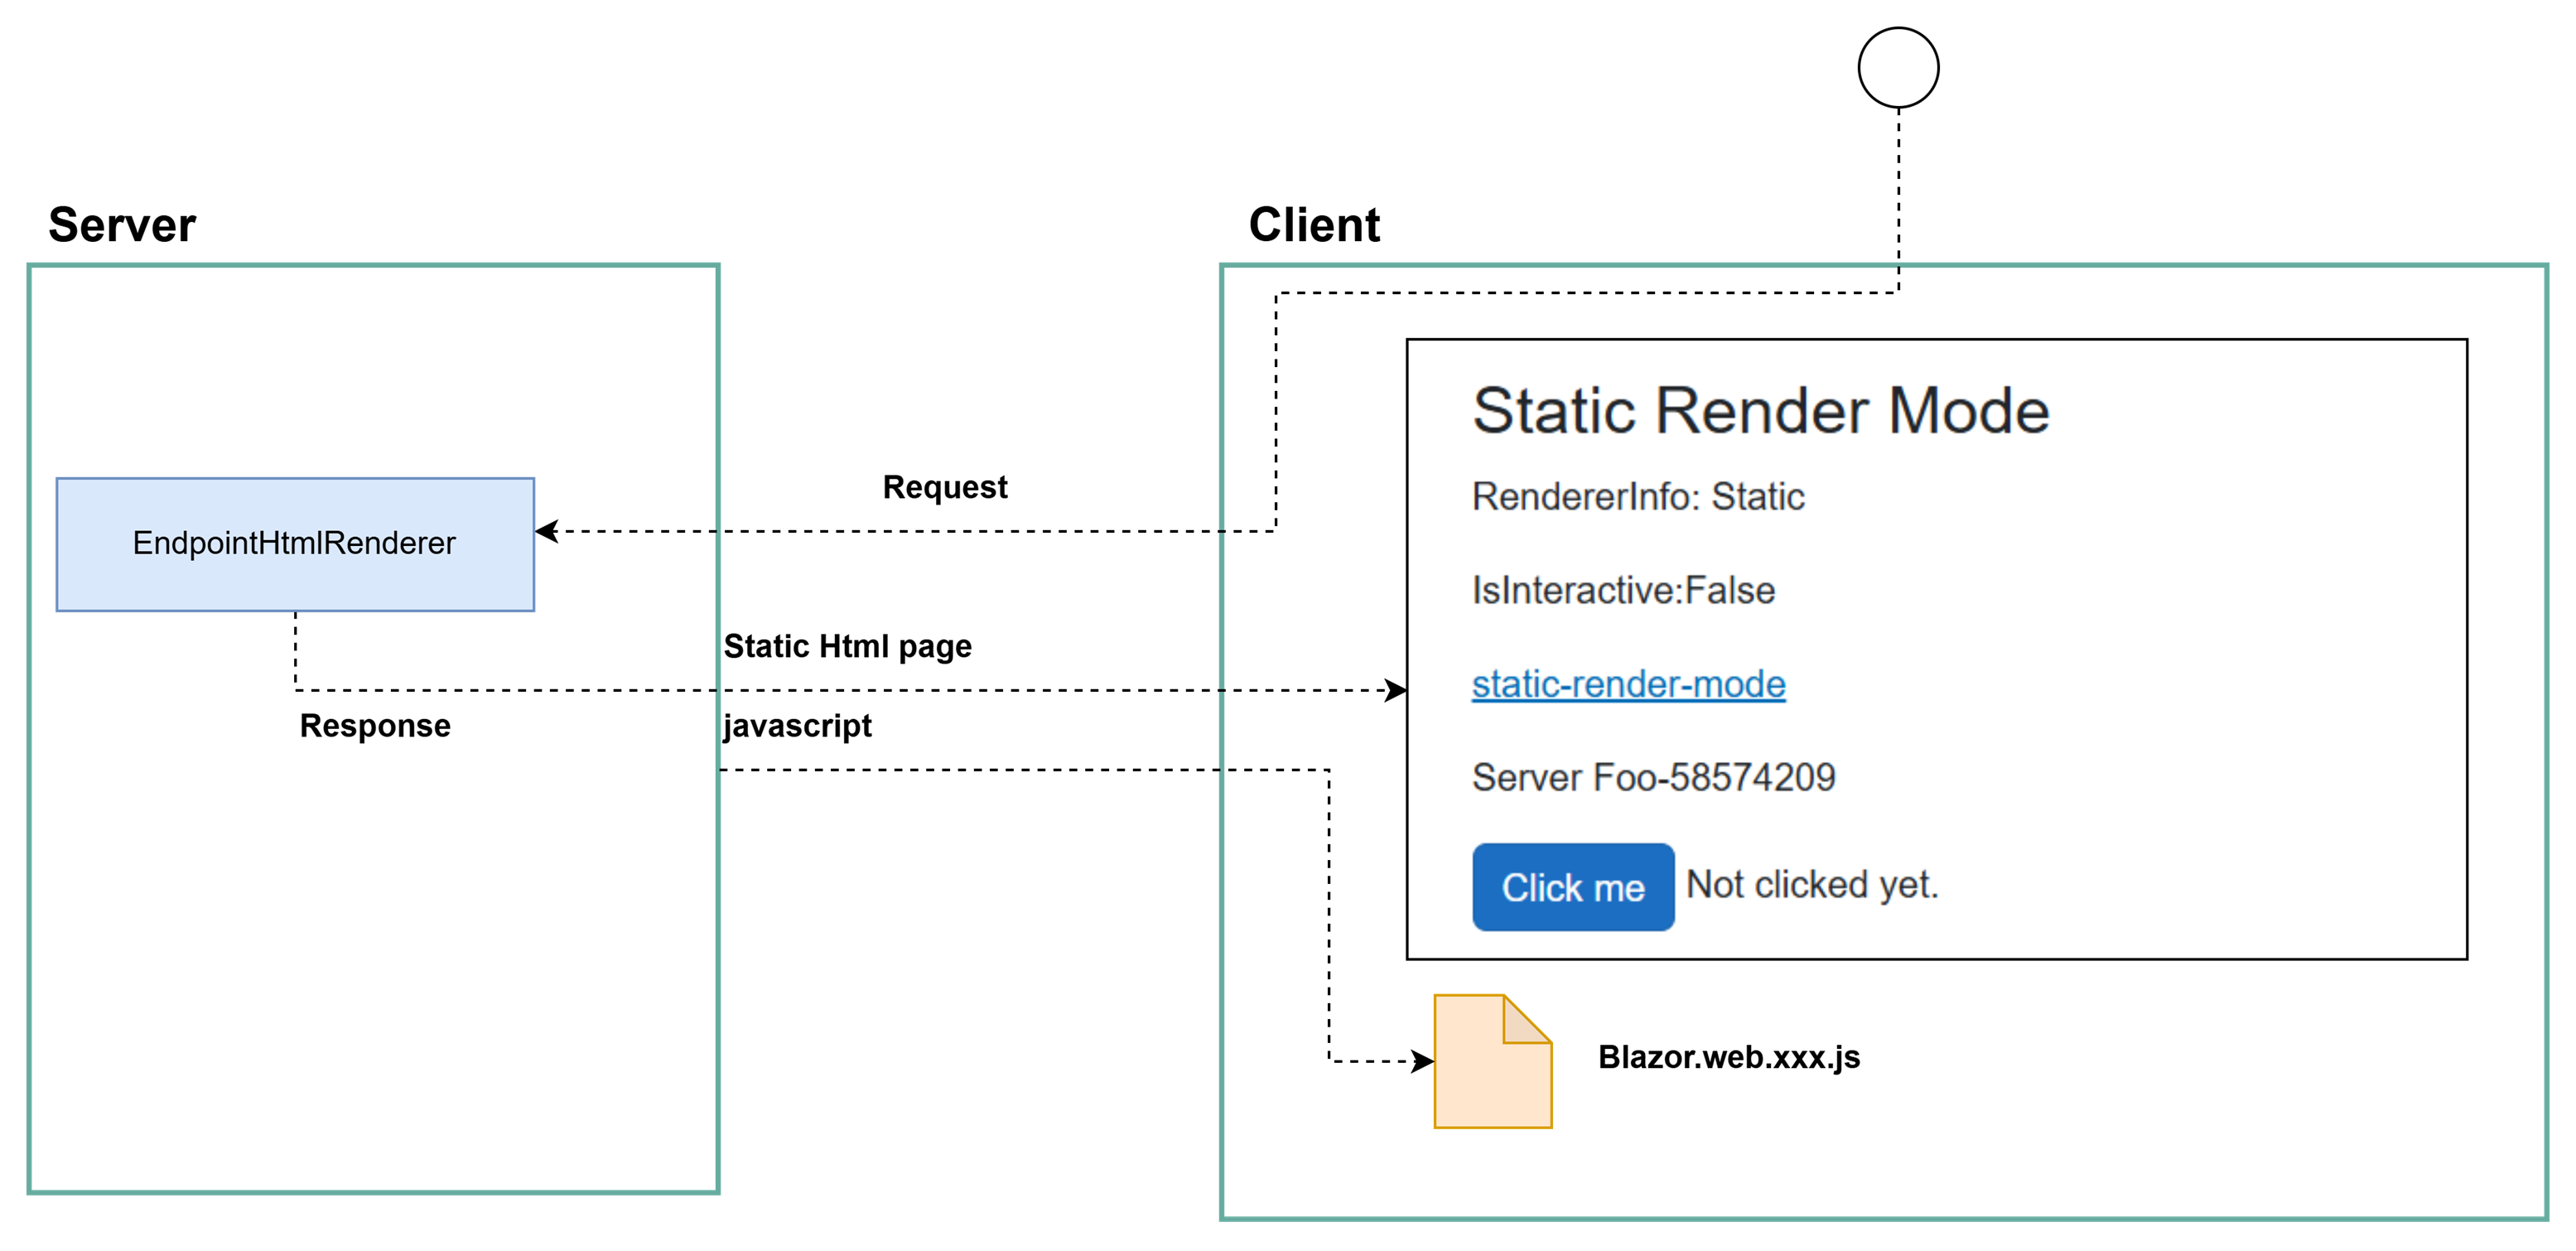 Server
Client
EndpointHtmlRenderer
Request
Static Html page
Response
javascript
Static Render Mode
RendererInfo: Static
IsInteractive:False
static-render-mode
Server Foo-58574209
Click me Not clicked yet.
Blazor.web.xxx.js